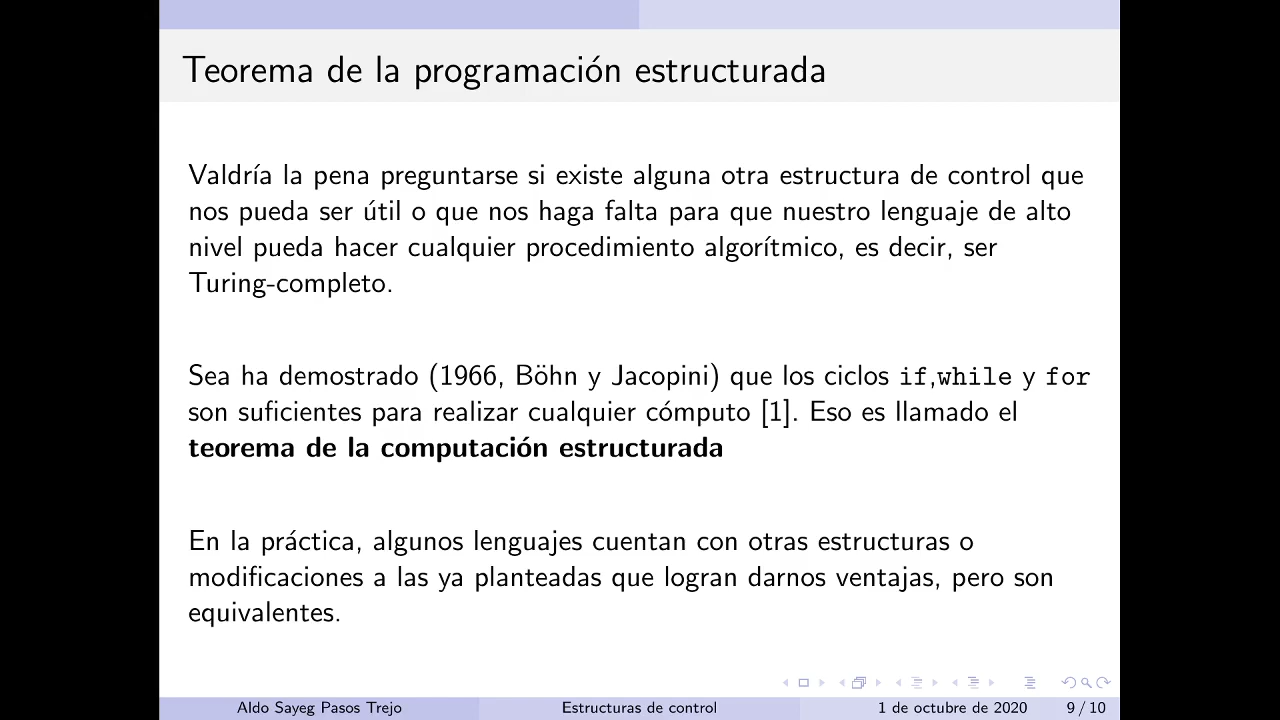 Teorema de la programación estructurada
Valdría la pena preguntarse si existe alguna otra estructura de control que
nos pueda ser útil o que nos haga falta para que nuestro lenguaje de alto
nivel pueda hacer cualquier procedimiento algorítmico, es decir, ser
Turing-completo.
Sea ha demostrado (1966, Böhn y Jacopini) que los ciclos if,while y for
son suficientes para realizar cualquier cómputo [1]. Eso es llamado el
teorema de la computación estructurada
En la práctica, algunos lenguajes cuentan con otras estructuras o
modificaciones a las ya planteadas que logran darnos ventajas, pero son
equivalentes.
Aldo Sayeg Pasos Trejo Estructuras de control 1 de octubre de 2020 9 / 10